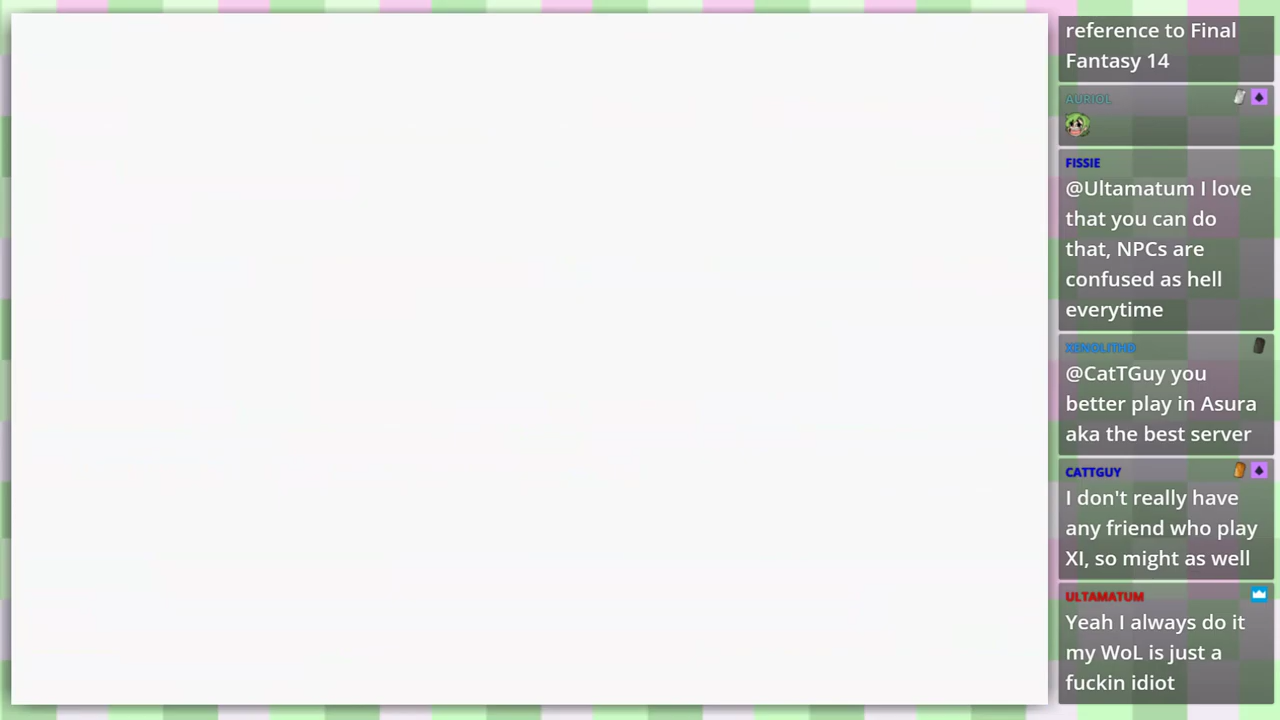 reference to Final
Fantasy 14
AURIOL
FISSIE
@Ultamatum I love
that you can do
that, NPCs are
confused as hell
everytime
XENOLITHD
@CatTGuy you
better play in Asura
aka the best server
CATTGUY
I don't really have
any friend who play
XI, so might as well
ULTAMATUM
Yeah I always do it
my WoL is just a
fuckin idiot